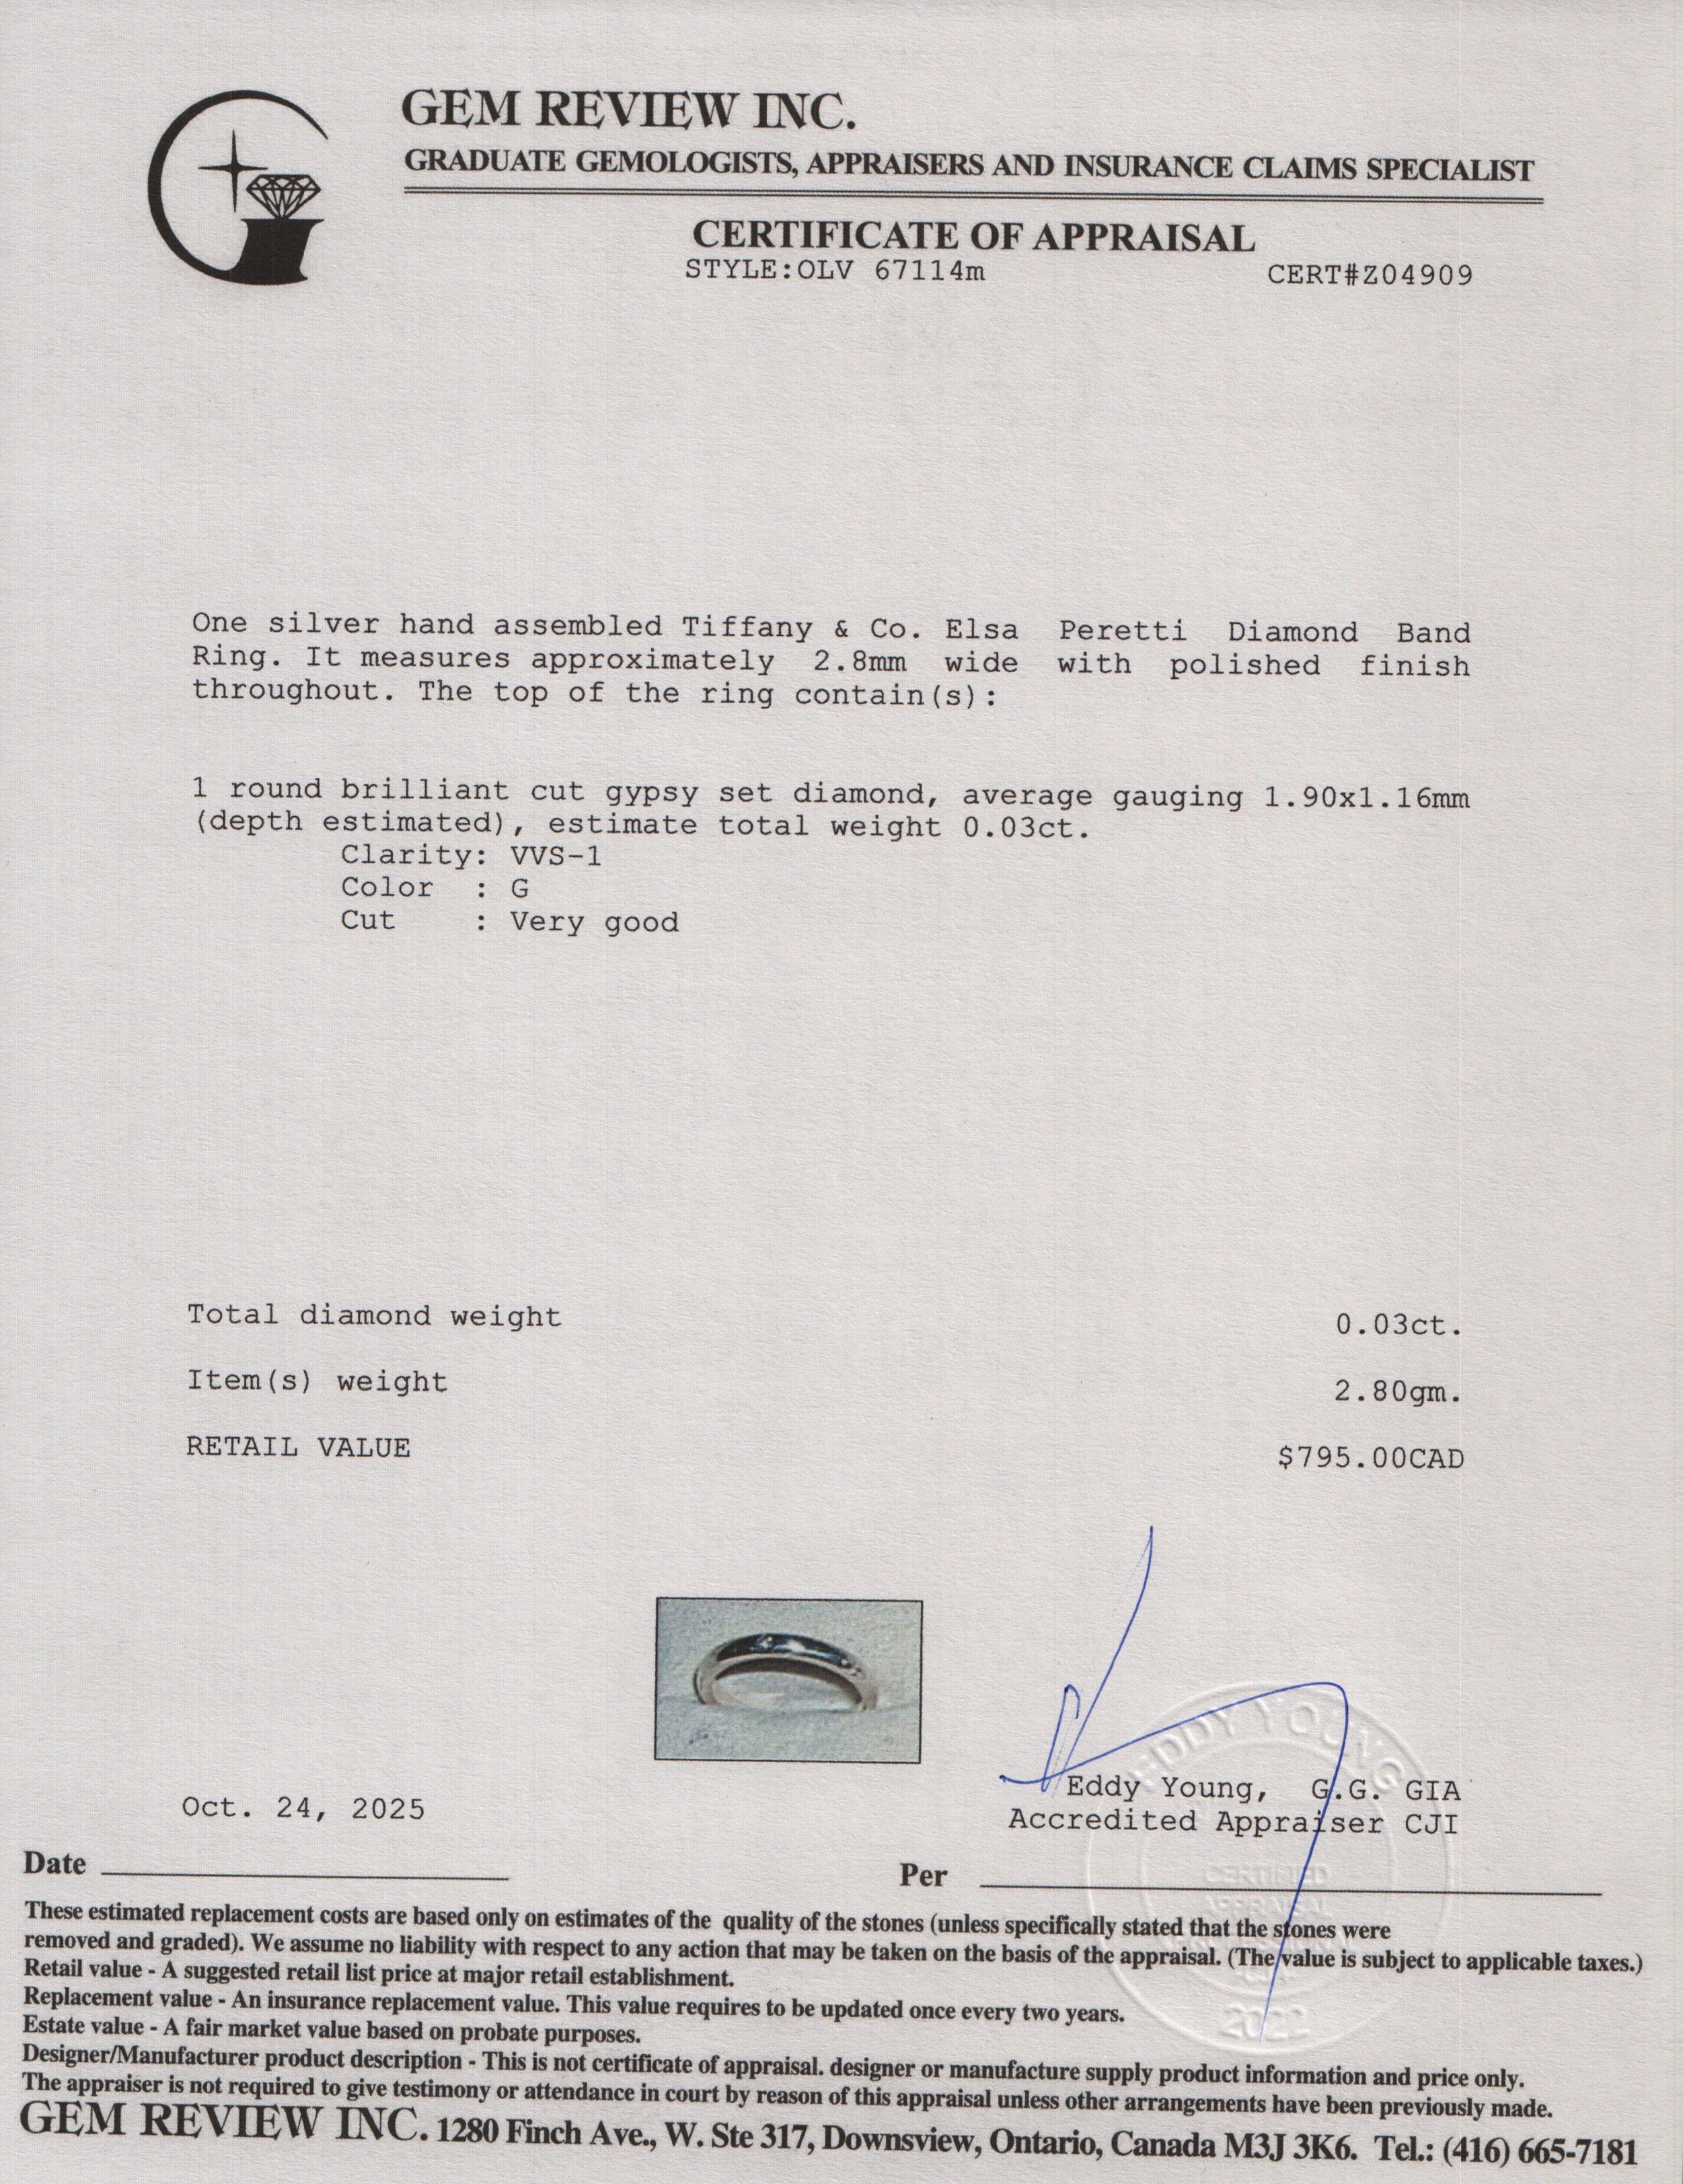 GEM REVIEW INC.
GRADUATE GEMOLOGISTS, APPRAISERS AND INSURANCE CLAIMS SPECIALIST
CERTIFICATE OF APPRAISAL
STYLE:OLV 67114m
CERT#Z04909
One silver hand assembled Tiffany & Co. Elsa Peretti Diamond Band
Ring. It measures approximately 2.8mm wide with polished finish
throughout. The top of the ring contain(s):
1 round brilliant cut gypsy set diamond, average gauging 1.90x1.16mm
(depth estimated), estimate total weight 0.03ct.
Clarity: VVS-1
Color : G
Cut : Very good
Total diamond weight 0.03ct.
Item(s) weight 2.80gm.
RETAIL VALUE $795.00CAD
EDDY YOUNG
Eddy Young, G.G. GIA
Oct. 24, 2025
Accredited Appraiser CJI
Date
Per
CERTIFIED
APPRAISAL
2022
These estimated replacement costs are based only on estimates of the quality of the stones (unless specifically stated that the stones were
removed and graded). We assume no liability with respect to any action that may be taken on the basis of the appraisal. (The value is subject to applicable taxes.)
Retail value - A suggested retail list price at major retail establishment.
Replacement value - An insurance replacement value. This value requires to be updated once every two years.
Estate value - A fair market value based on probate purposes.
Designer/Manufacturer product description - This is not certificate of appraisal. designer or manufacture supply product information and price only.
The appraiser is not required to give testimony or attendance in court by reason of this appraisal unless other arrangements have been previously made.
GEM REVIEW INC. 1280 Finch Ave., W. Ste 317, Downsview, Ontario, Canada M3J 3K6. Tel.: (416) 665-7181